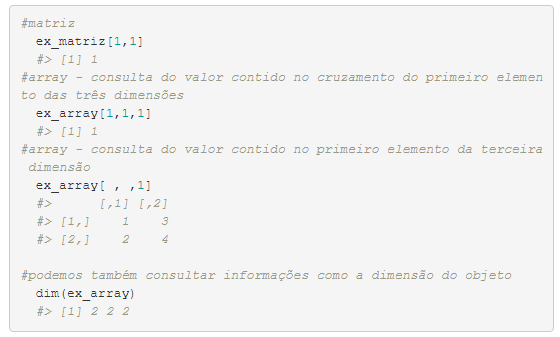 #matriz
ex_matriz[1,1]
#> [1] 1
#array - consulta do valor contido no cruzamento do primeiro elemen
to das três dimensões
ex_array[1,1,1]
#> [1] 1
#array - consulta do valor contido no primeiro elemento da terceira
dimensão
ex_array[ , ,1]
#>      [,1] [,2]
#> [1,]    1    3
#> [2,]    2    4
#podemos também consultar informações como a dimensão do objeto
dim(ex_array)
#> [1] 2 2 2